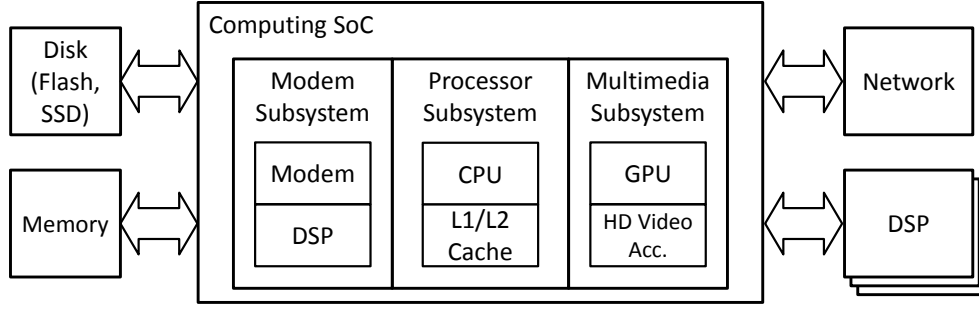 Computing SoC
Disk
(Flash,
SSD)
Memory
Modem
Subsystem
Modem
DSP
Processor
Subsystem
CPU
L1/L2
Cache
Multimedia
Subsystem
GPU
HD Video
Acc.
Network
DSP